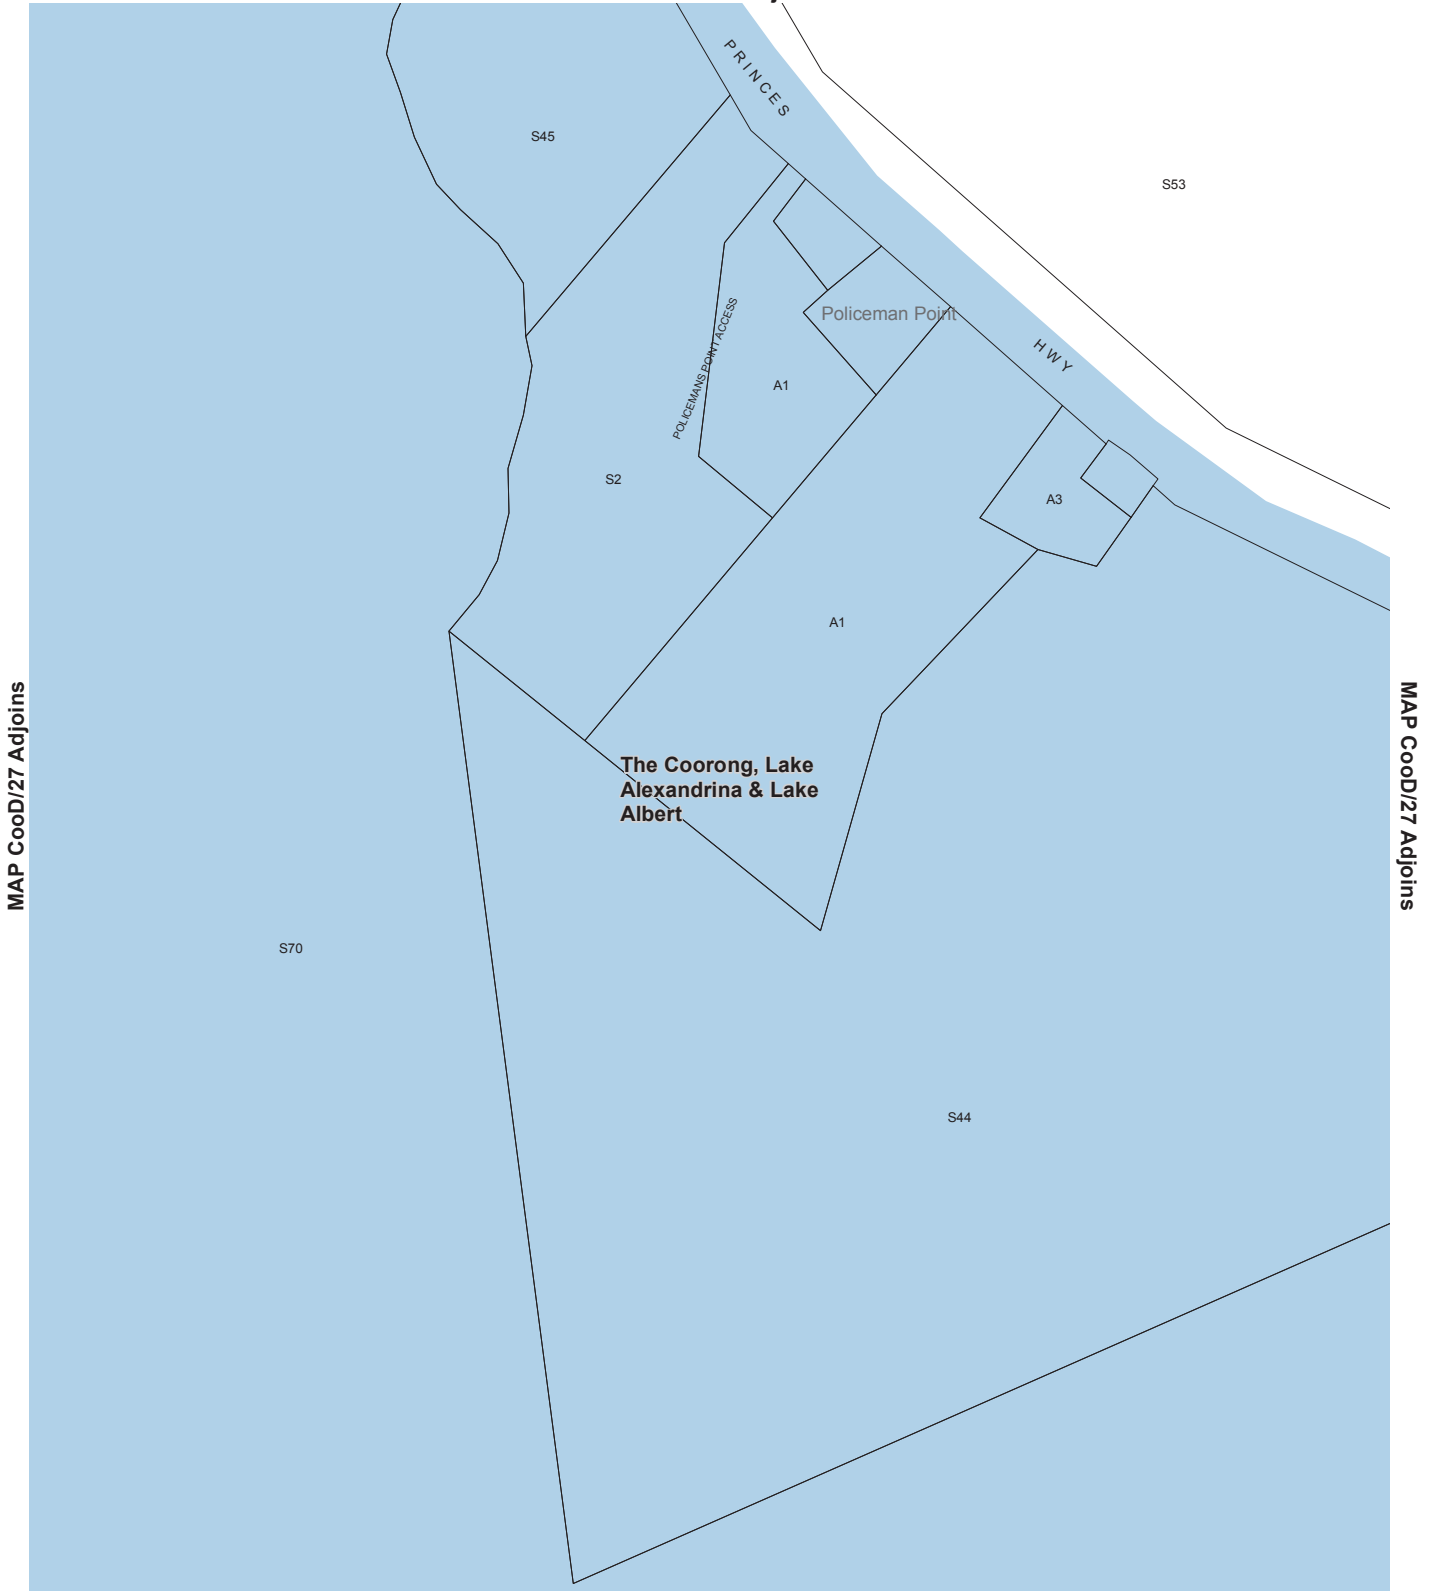 PRINCES
S45
S53
POLICEMANS POINT ACCESS
Policeman Point
HWY
A1
S2
A3
A1
MAP CooD/27 Adjoins
The Coorong, Lake
Alexandrina & Lake
Albert
MAP CooD/27 Adjoins
S70
S44